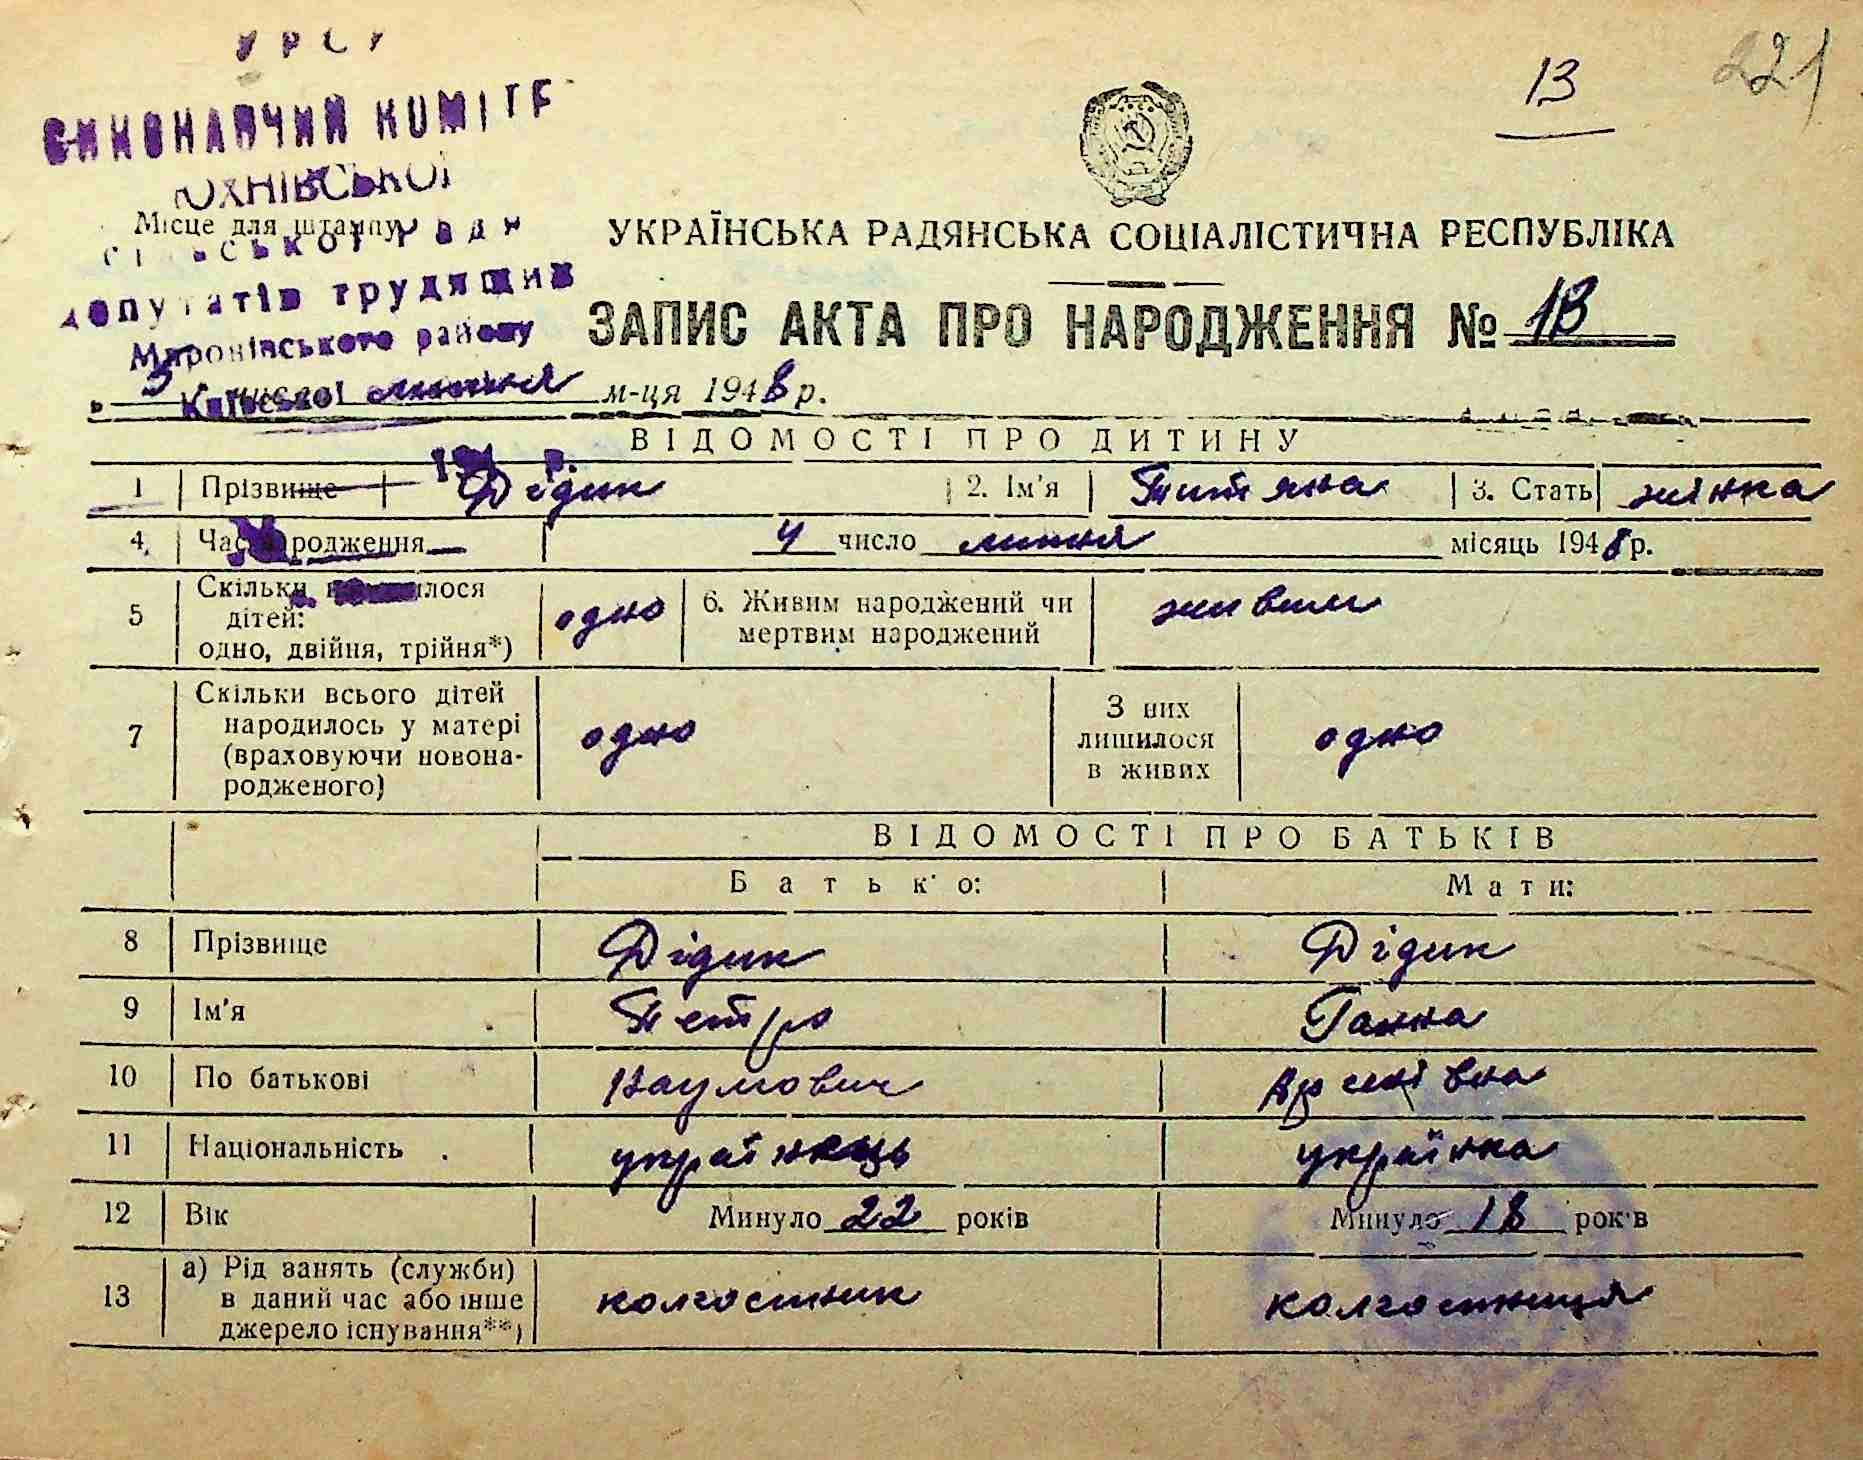 УРСР
ВИКОНАВЧИЙ КОМІТЕ
ЮХНІВСЬКОЇ
Місце для штампу
сільської ради
депутатів трудящих
Миронівського району
Київської
13
221
УКРАЇНСЬКА РАДЯНСЬКА СОЦІАЛІСТИЧНА РЕСПУБЛІКА
ЗАПИС АКТА ПРО НАРОДЖЕННЯ № 13
5 липня м-ця 1948 р.
ВІДОМОСТІ ПРО ДИТИНУ
1 Прізвище Дідик 2. Ім'я Титяна 3. Стать жінка
4. Час народження 4 число липня місяць 1948 р.
5 Скільки народилося дітей: одно, двійня, трійня*) одно 6. Живим народжений чи мертвим народжений живим
7 Скільки всього дітей народилось у матері (враховуючи новонародженого) одно З них лишилося в живих одно
ВІДОМОСТІ ПРО БАТЬКІВ
Батько: Мати:
8 Прізвище Дідик Дідик
9 Ім'я Петро Ганна
10 По батькові Наумович Арсенівна
11 Національність українець українка
12 Вік Минуло 22 років Минуло 18 років
13 а) Рід занять (служби) в даний час або інше джерело існування**) колгоспник колгоспниця